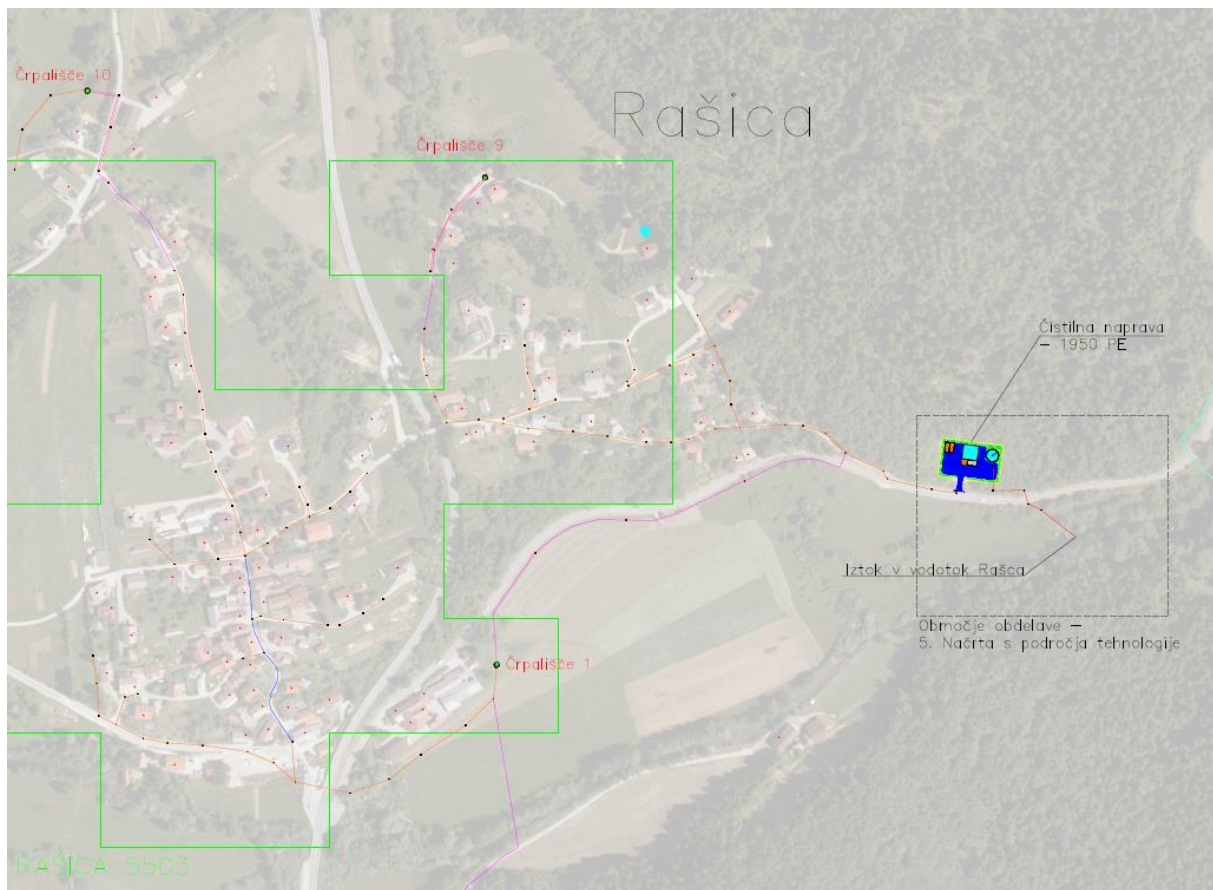 Črpališče 10
Rašica
Črpališče 9
Čistilna naprava
– 1950 PE
Iztok v vodotok Rašca
Območje obdelave –
5. Načrta s področja tehnologije
Črpališče 1
RAŠICA 5503